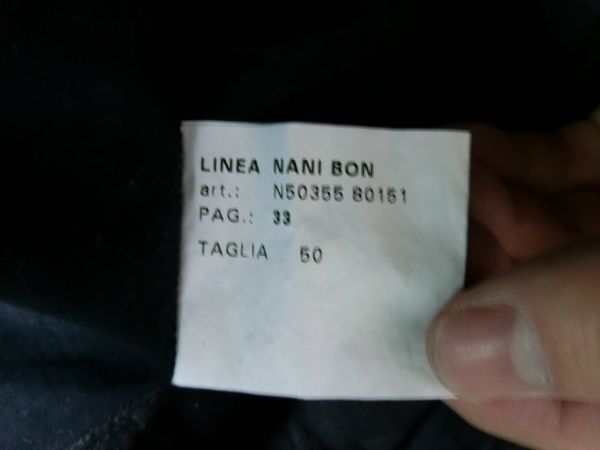 LINEA NANI BON
art.: N50355 80151
PAG.: 33
TAGLIA 50